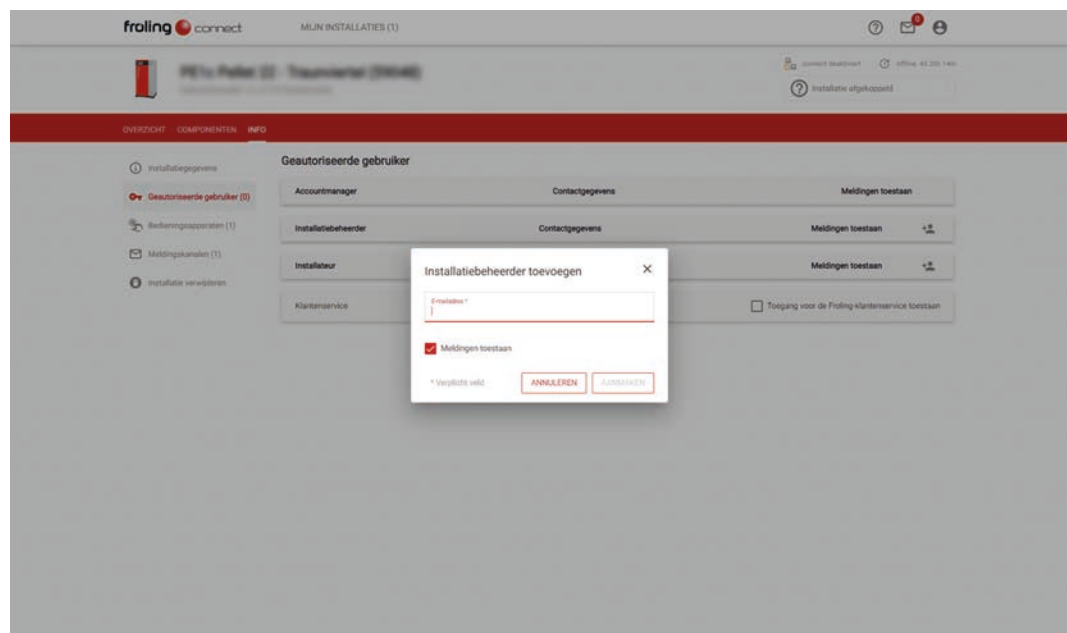 froling connect MIJN INSTALLATIES (1) 0
Installatie afgekoppeld
OVERZICHT COMPONENTEN INFO
Installatiegegevens
Geautoriseerde gebruiker (0)
Bedieningsapparaten (1)
Meldingskanalen (1)
Installatie verwijderen
Geautoriseerde gebruiker
Accountmanager Contactgegevens Meldingen toestaan
Installatiebeheerder Contactgegevens Meldingen toestaan
Installateur Meldingen toestaan
Klantenservice Toegang voor de Froling-klantenservice toestaan
Installatiebeheerder toevoegen
E-mailadres *
Meldingen toestaan
* Verplicht veld ANNULEREN AANMAKEN